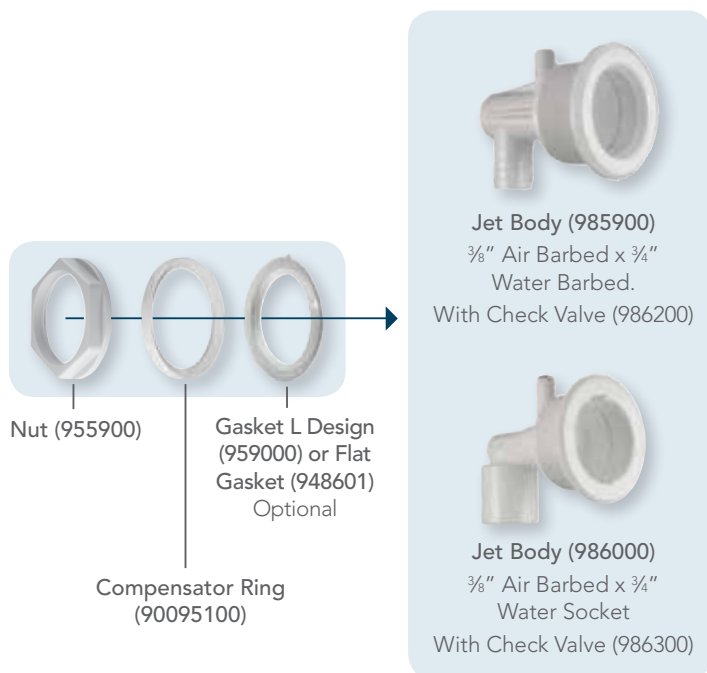 Jet Body (985900)
⅜” Air Barbed x ¾”
Water Barbed.
With Check Valve (986200)
Nut (955900)
Gasket L Design
(959000) or Flat
Gasket (948601)
Optional
Compensator Ring
(90095100)
Jet Body (986000)
⅜” Air Barbed x ¾”
Water Socket
With Check Valve (986300)